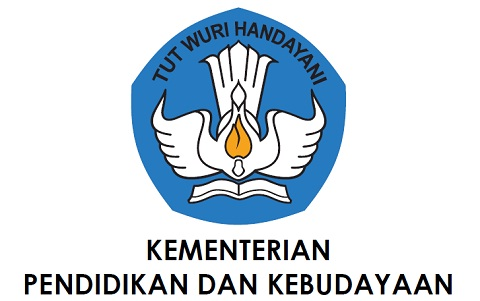 TUT WURI HANDAYANI
KEMENTERIAN
PENDIDIKAN DAN KEBUDAYAAN